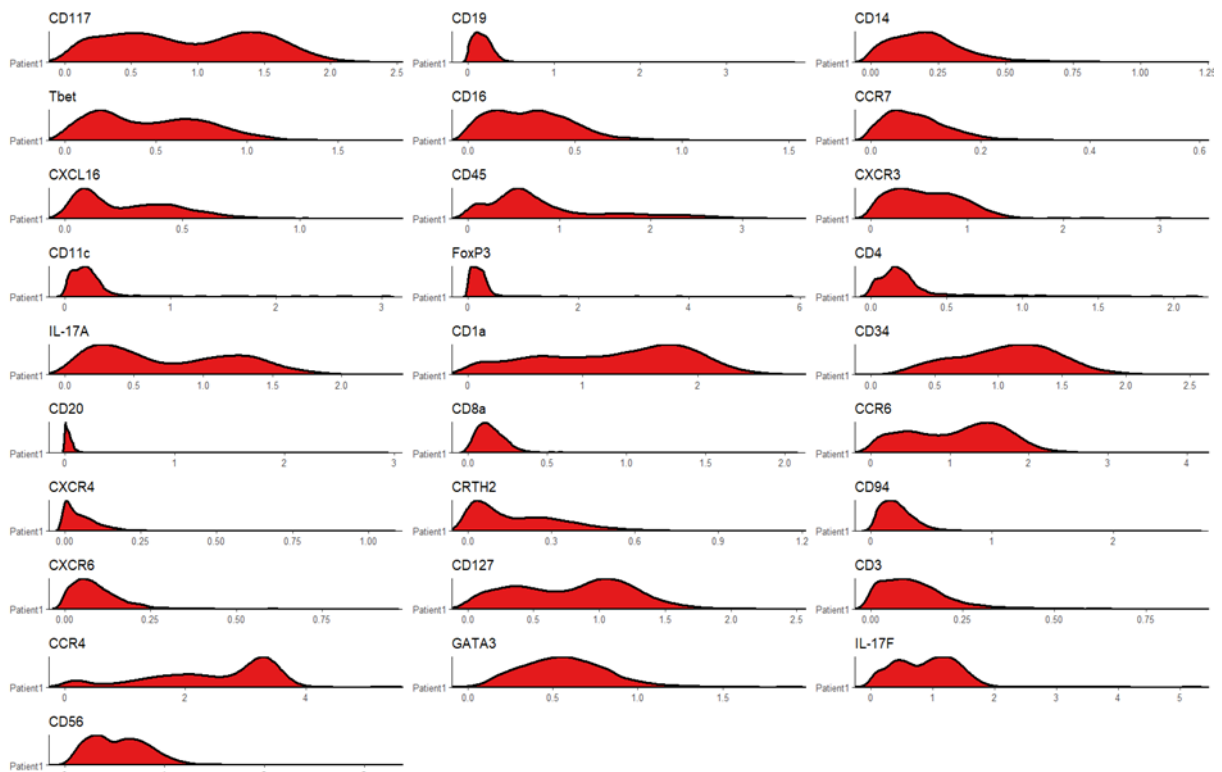 CD117 CD19 CD14
Patient1 Patient1 Patient1
0.0 0.5 1.0 1.5 2.0 2.5 0 1 2 3 0.00 0.25 0.50 0.75 1.00 1.25
Tbet CD16 CCR7
Patient1 Patient1 Patient1
0.0 0.5 1.0 1.5 0.0 0.5 1.0 1.5 0.0 0.2 0.4 0.6
CXCL16 CD45 CXCR3
Patient1 Patient1 Patient1
0.0 0.5 1.0 0 1 2 3 0 1 2 3
CD11c FoxP3 CD4
Patient1 Patient1 Patient1
0 1 2 3 0 2 4 6 0.0 0.5 1.0 1.5 2.0
IL-17A CD1a CD34
Patient1 Patient1 Patient1
0.0 0.5 1.0 1.5 2.0 0 1 2 0.0 0.5 1.0 1.5 2.0 2.5
CD20 CD8a CCR6
Patient1 Patient1 Patient1
0 1 2 3 0.0 0.5 1.0 1.5 2.0 0 1 2 3 4
CXCR4 CRTH2 CD94
Patient1 Patient1 Patient1
0.00 0.25 0.50 0.75 1.00 0.0 0.3 0.6 0.9 1.2 0 1 2
CXCR6 CD127 CD3
Patient1 Patient1 Patient1
0.00 0.25 0.50 0.75 0.0 0.5 1.0 1.5 2.0 2.5 0.00 0.25 0.50 0.75
CCR4 GATA3 IL-17F
Patient1 Patient1 Patient1
0 2 4 0.0 0.5 1.0 1.5 0 1 2 3 4 5
CD56
Patient1